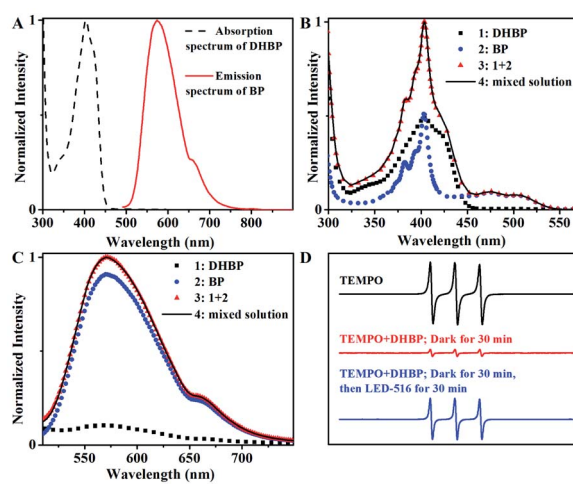 A
Absorption
spectrum of DHBP
Emission
spectrum of BP
Normalized Intensity
0
1
300 400 500 600 700 800
Wavelength (nm)
B
1: DHBP
2: BP
3: 1+2
4: mixed solution
Normalized Intensity
0
1
300 350 400 450 500 550
Wavelength (nm)
C
1: DHBP
2: BP
3: 1+2
4: mixed solution
Normalized Intensity
0
1
550 600 650 700
Wavelength (nm)
D
TEMPO
TEMPO+DHBP; Dark for 30 min
TEMPO+DHBP; Dark for 30 min,
then LED-516 for 30 min